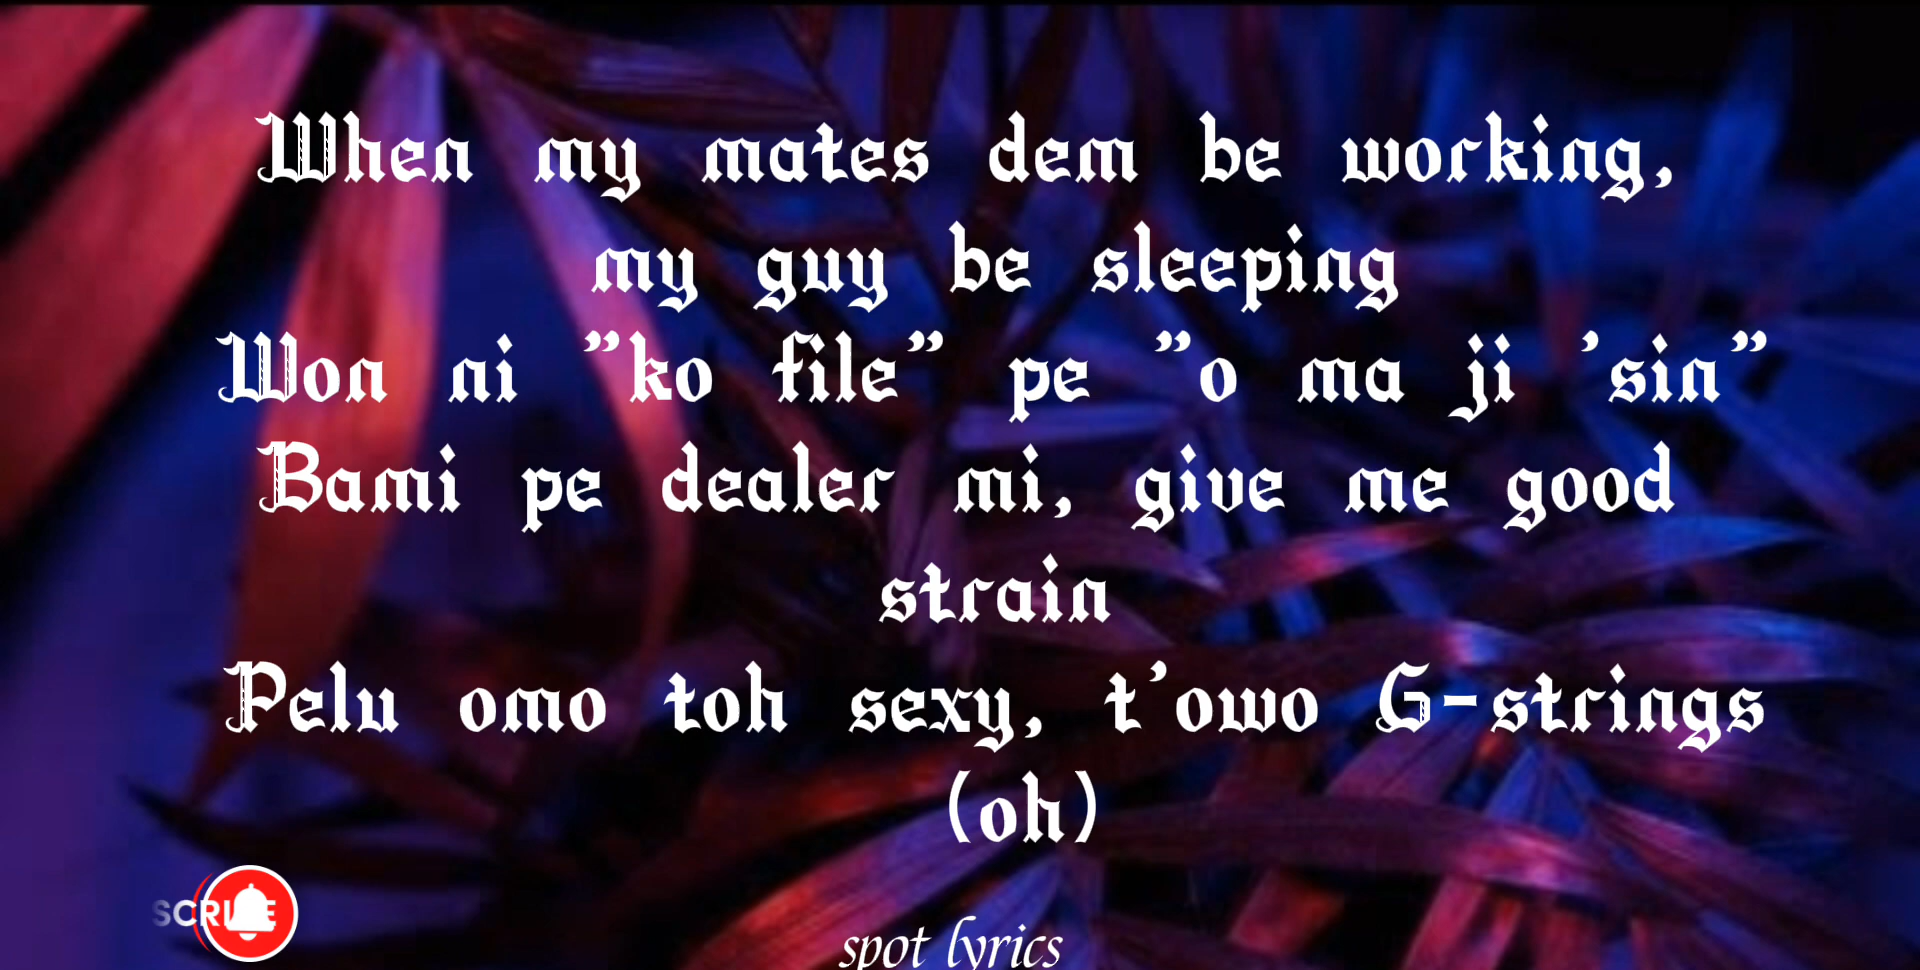 When my mates dem be working,
my guy be sleeping
Won ni "ko file" pe "o ma ji 'sin"
Bami pe dealer mi, give me good
strain
Pelu omo toh sexy, t'owo G-strings
(oh)
spot lyrics